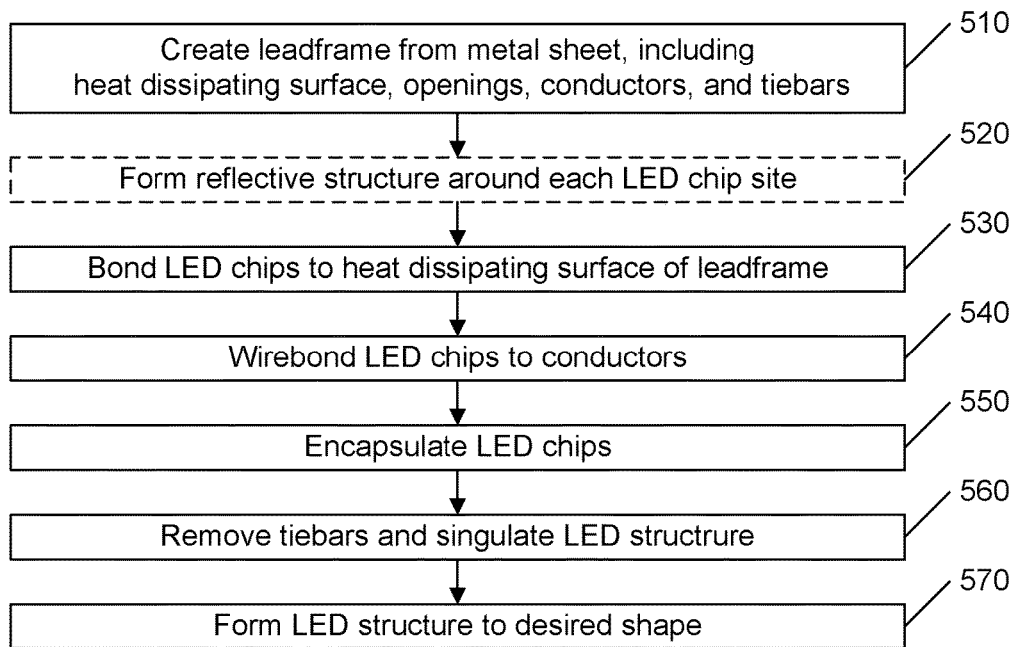 510
Create leadframe from metal sheet, including
heat dissipating surface, openings, conductors, and tiebars
520
Form reflective structure around each LED chip site
530
Bond LED chips to heat dissipating surface of leadframe
540
Wirebond LED chips to conductors
550
Encapsulate LED chips
560
Remove tiebars and singulate LED structrure
570
Form LED structure to desired shape